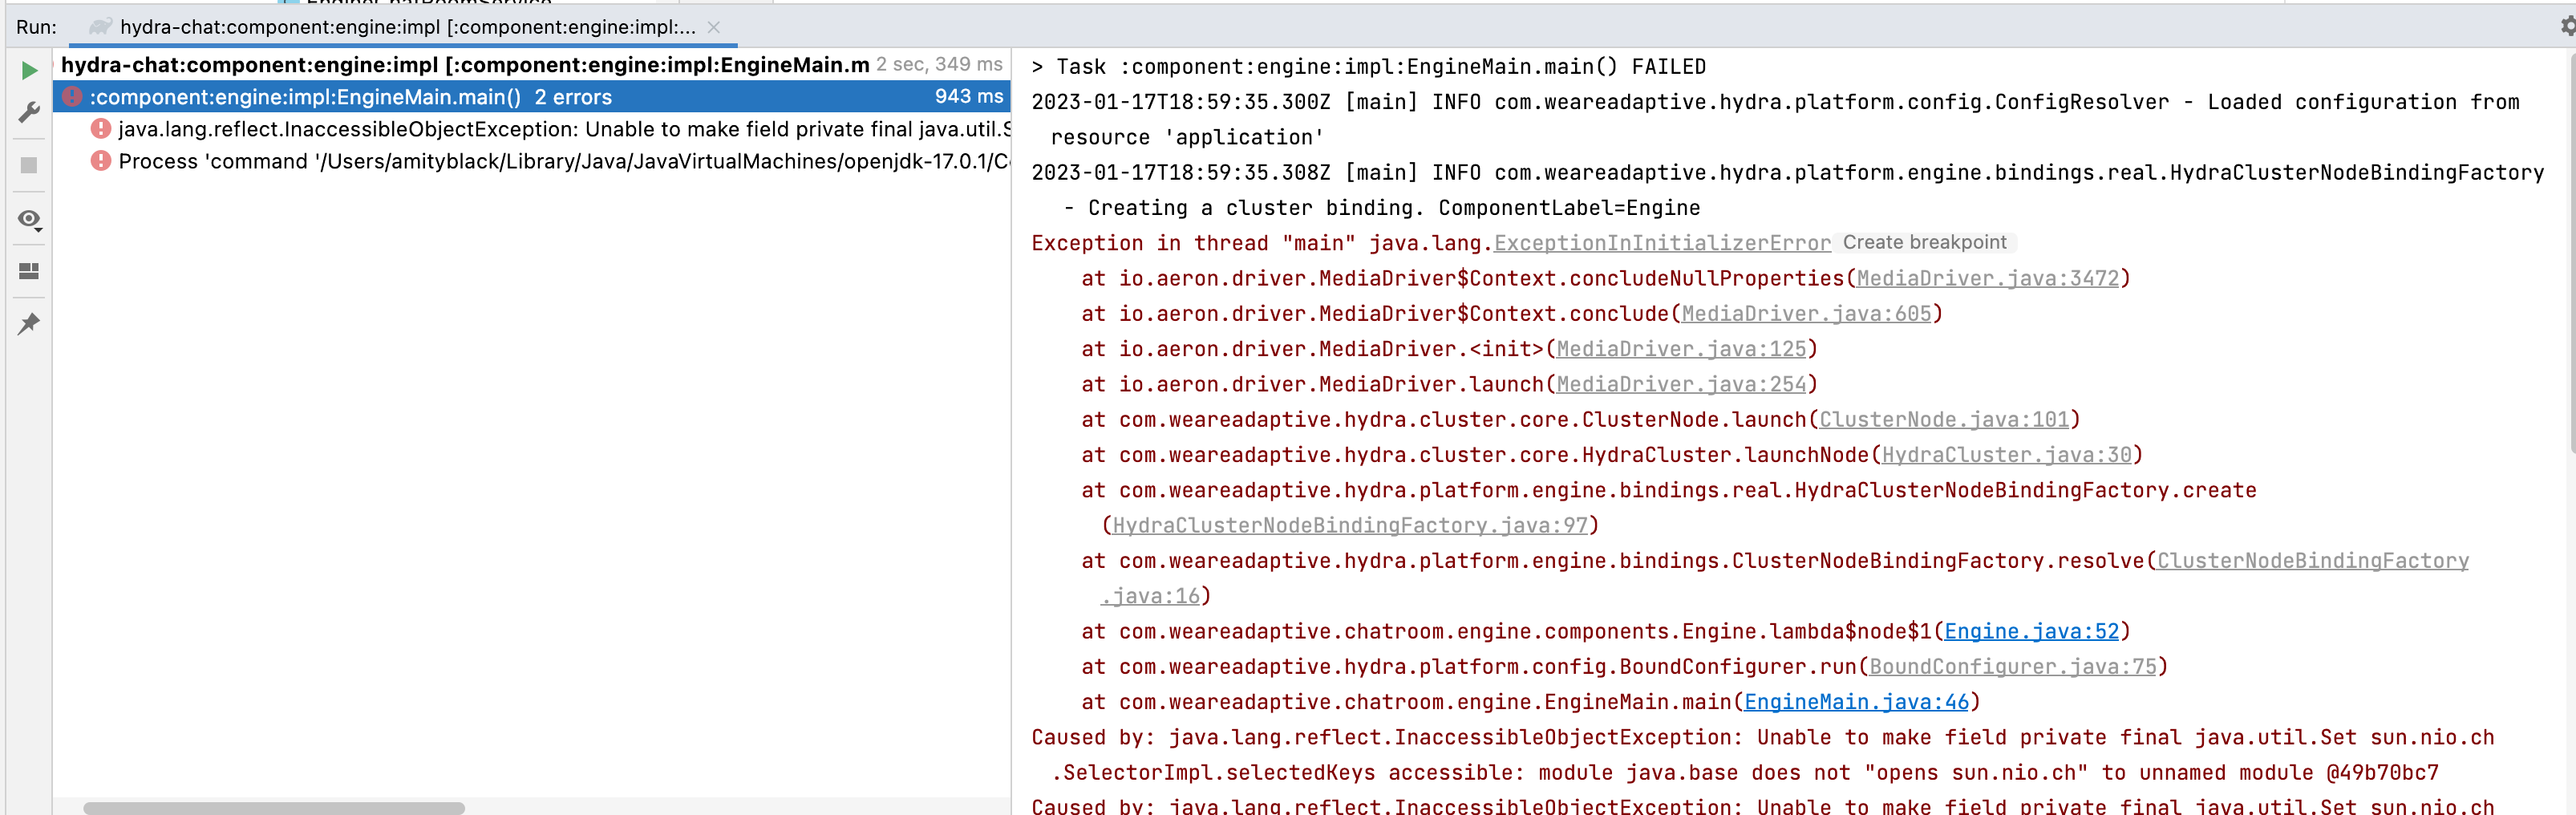 EngineChatRoomService
Run: hydra-chat:component:engine:impl [:component:engine:impl:...
hydra-chat:component:engine:impl [:component:engine:impl:EngineMain.m 2 sec, 349 ms
:component:engine:impl:EngineMain.main() 2 errors 943 ms
java.lang.reflect.InaccessibleObjectException: Unable to make field private final java.util.S
Process 'command '/Users/amityblack/Library/Java/JavaVirtualMachines/openjdk-17.0.1/Co
> Task :component:engine:impl:EngineMain.main() FAILED
2023-01-17T18:59:35.300Z [main] INFO com.weareadaptive.hydra.platform.config.ConfigResolver - Loaded configuration from
resource 'application'
2023-01-17T18:59:35.308Z [main] INFO com.weareadaptive.hydra.platform.engine.bindings.real.HydraClusterNodeBindingFactory
- Creating a cluster binding. ComponentLabel=Engine
Exception in thread "main" java.lang.ExceptionInInitializerError Create breakpoint
at io.aeron.driver.MediaDriver$Context.concludeNullProperties(MediaDriver.java:3472)
at io.aeron.driver.MediaDriver$Context.conclude(MediaDriver.java:605)
at io.aeron.driver.MediaDriver.<init>(MediaDriver.java:125)
at io.aeron.driver.MediaDriver.launch(MediaDriver.java:254)
at com.weareadaptive.hydra.cluster.core.ClusterNode.launch(ClusterNode.java:101)
at com.weareadaptive.hydra.cluster.core.HydraCluster.launchNode(HydraCluster.java:30)
at com.weareadaptive.hydra.platform.engine.bindings.real.HydraClusterNodeBindingFactory.create
(HydraClusterNodeBindingFactory.java:97)
at com.weareadaptive.hydra.platform.engine.bindings.ClusterNodeBindingFactory.resolve(ClusterNodeBindingFactory
.java:16)
at com.weareadaptive.chatroom.engine.components.Engine.lambda$node$1(Engine.java:52)
at com.weareadaptive.hydra.platform.config.BoundConfigurer.run(BoundConfigurer.java:75)
at com.weareadaptive.chatroom.engine.EngineMain.main(EngineMain.java:46)
Caused by: java.lang.reflect.InaccessibleObjectException: Unable to make field private final java.util.Set sun.nio.ch
.SelectorImpl.selectedKeys accessible: module java.base does not "opens sun.nio.ch" to unnamed module @49b70bc7
Caused by: java.lang.reflect.InaccessibleObjectException: Unable to make field private final java.util.Set sun.nio.ch